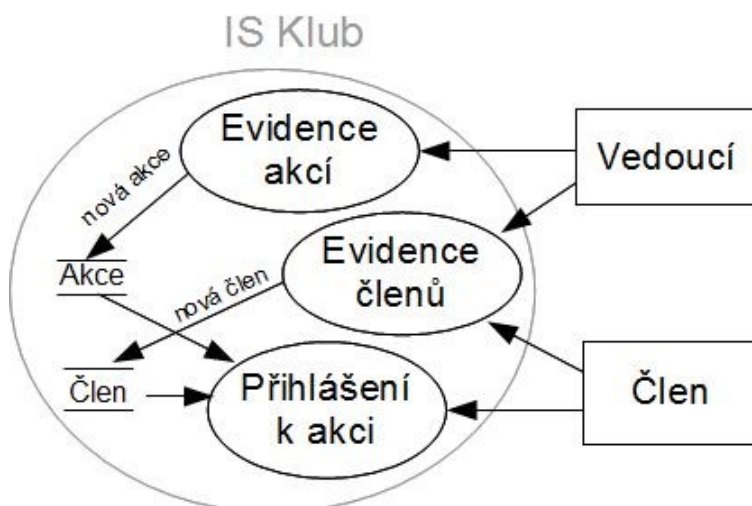 IS Klub
Evidence
akcí
Vedoucí
nová akce
Evidence
členů
Akce
nová člen
Přihlášení
k akci
Člen
Člen